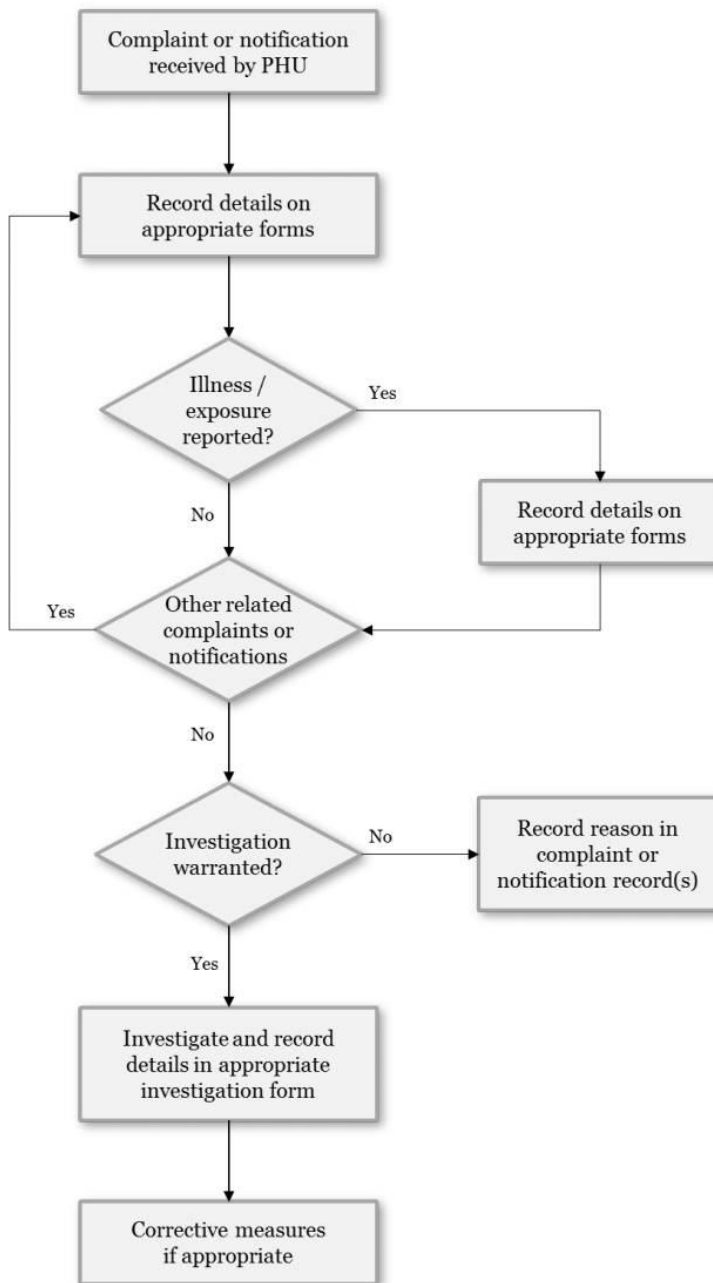 Complaint or notification
received by PHU
Record details on
appropriate forms
Illness /
exposure
reported?
Yes
Record details on
appropriate forms
No
Yes
Other related
complaints or
notifications
No
Investigation
warranted?
No
Record reason in
complaint or
notification record(s)
Yes
Investigate and record
details in appropriate
investigation form
Corrective measures
if appropriate